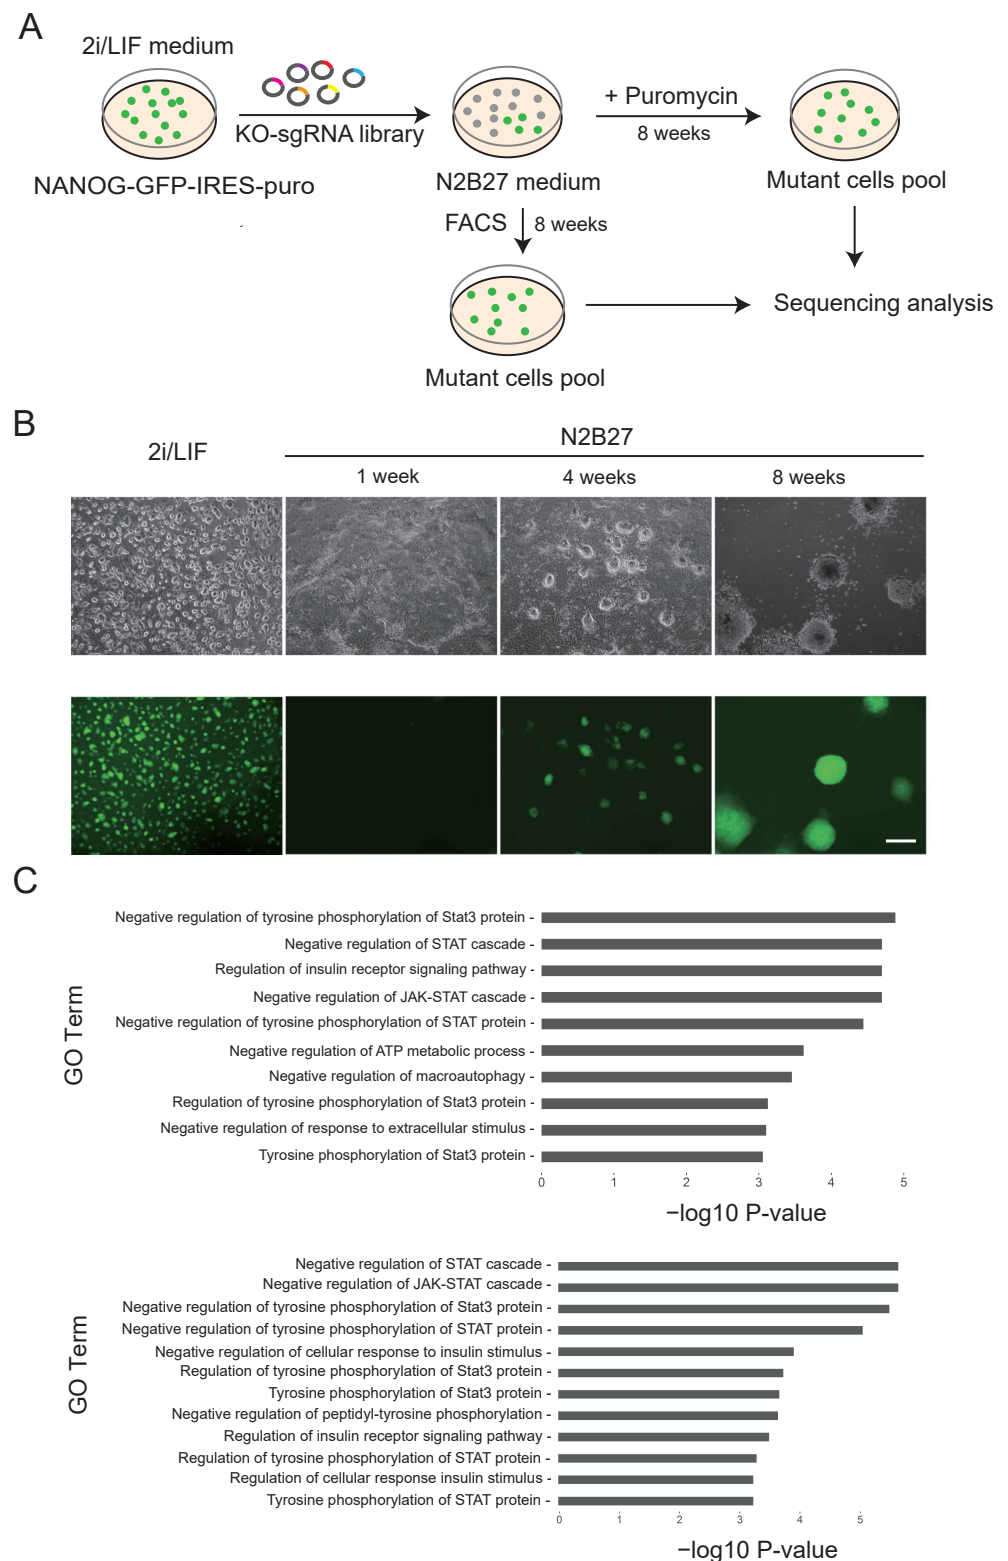 A
2i/LIF medium
KO-sgRNA library
NANOG-GFP-IRES-puro
N2B27 medium
+ Puromycin
8 weeks
Mutant cells pool
FACS
8 weeks
Mutant cells pool
Sequencing analysis
B
2i/LIF
N2B27
1 week
4 weeks
8 weeks
C
GO Term
Negative regulation of tyrosine phosphorylation of Stat3 protein -
Negative regulation of STAT cascade -
Regulation of insulin receptor signaling pathway -
Negative regulation of JAK-STAT cascade -
Negative regulation of tyrosine phosphorylation of STAT protein -
Negative regulation of ATP metabolic process -
Negative regulation of macroautophagy -
Regulation of tyrosine phosphorylation of Stat3 protein -
Negative regulation of response to extracellular stimulus -
Tyrosine phosphorylation of Stat3 protein -
0 1 2 3 4 5
−log10 P-value
GO Term
Negative regulation of STAT cascade -
Negative regulation of JAK-STAT cascade -
Negative regulation of tyrosine phosphorylation of Stat3 protein -
Negative regulation of tyrosine phosphorylation of STAT protein -
Negative regulation of cellular response to insulin stimulus -
Regulation of tyrosine phosphorylation of Stat3 protein -
Tyrosine phosphorylation of Stat3 protein -
Negative regulation of peptidyl-tyrosine phosphorylation -
Regulation of insulin receptor signaling pathway -
Regulation of tyrosine phosphorylation of STAT protein -
Regulation of cellular response insulin stimulus -
Tyrosine phosphorylation of STAT protein -
0 1 2 3 4 5
−log10 P-value